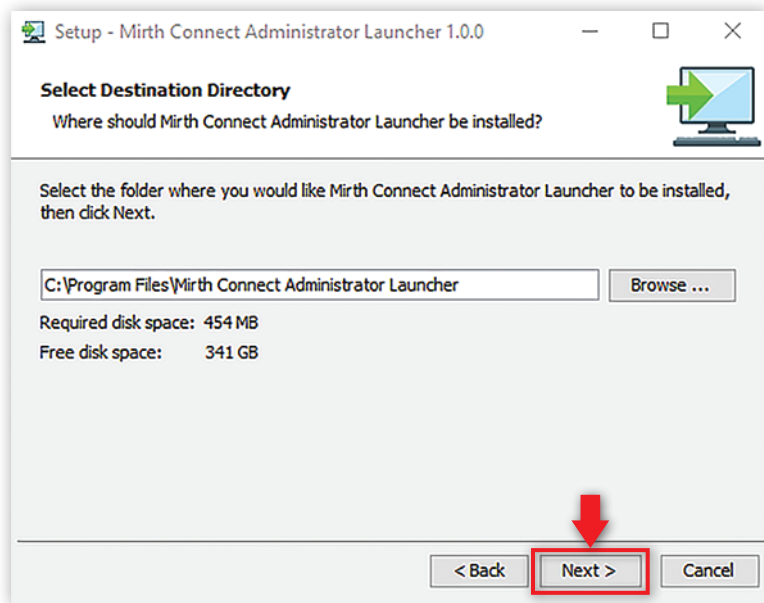 Setup - Mirth Connect Administrator Launcher 1.0.0
Select Destination Directory
Where should Mirth Connect Administrator Launcher be installed?
Select the folder where you would like Mirth Connect Administrator Launcher to be installed,
then click Next.
C:\Program Files\Mirth Connect Administrator Launcher
Browse ...
Required disk space: 454 MB
Free disk space: 341 GB
< Back
Next >
Cancel